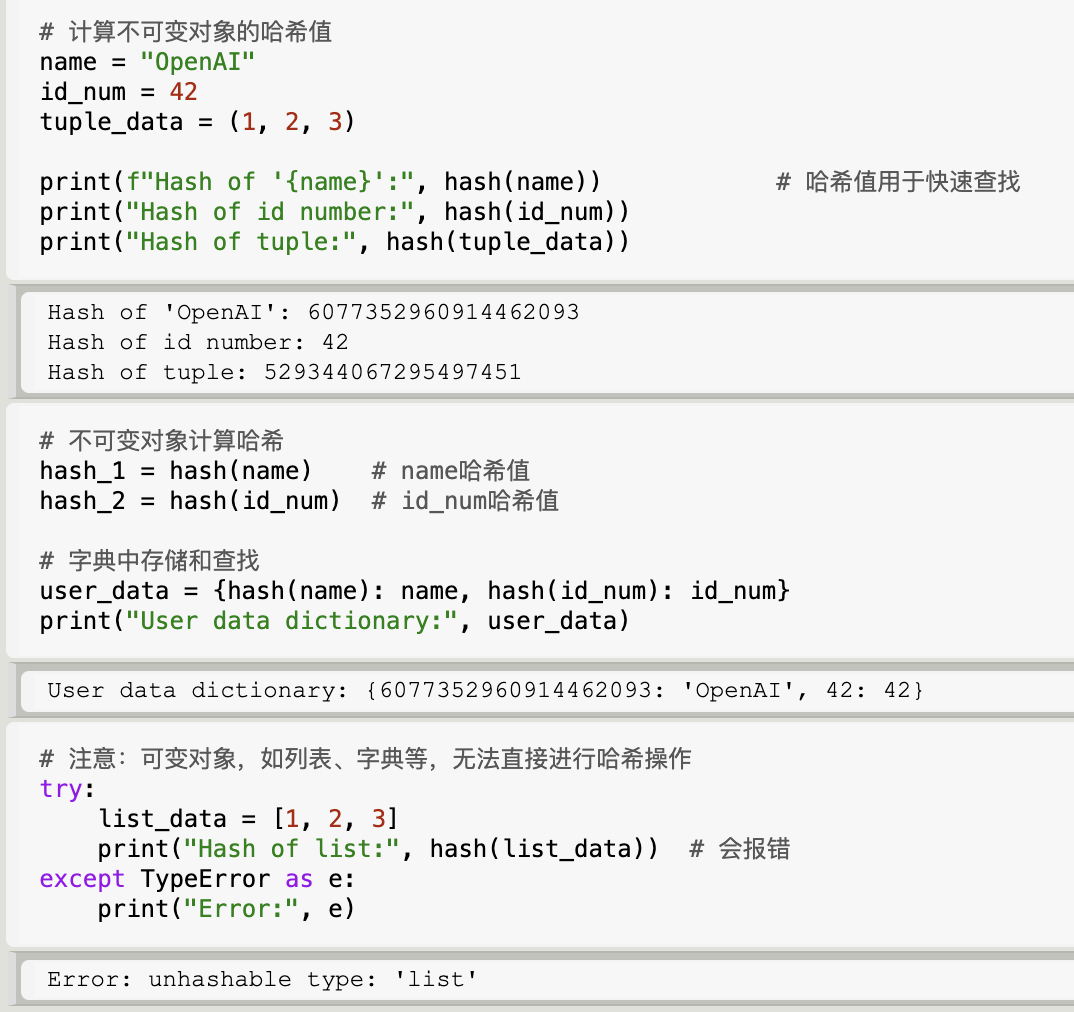 # 计算不可变对象的哈希值
name = "OpenAI"
id_num = 42
tuple_data = (1, 2, 3)
print(f"Hash of '{name}':", hash(name))            # 哈希值用于快速查找
print("Hash of id number:", hash(id_num))
print("Hash of tuple:", hash(tuple_data))
Hash of 'OpenAI': 6077352960914462093
Hash of id number: 42
Hash of tuple: 529344067295497451
# 不可变对象计算哈希
hash_1 = hash(name)    # name哈希值
hash_2 = hash(id_num)  # id_num哈希值
# 字典中存储和查找
user_data = {hash(name): name, hash(id_num): id_num}
print("User data dictionary:", user_data)
User data dictionary: {6077352960914462093: 'OpenAI', 42: 42}
# 注意：可变对象，如列表、字典等，无法直接进行哈希操作
try:
    list_data = [1, 2, 3]
    print("Hash of list:", hash(list_data))  # 会报错
except TypeError as e:
    print("Error:", e)
Error: unhashable type: 'list'